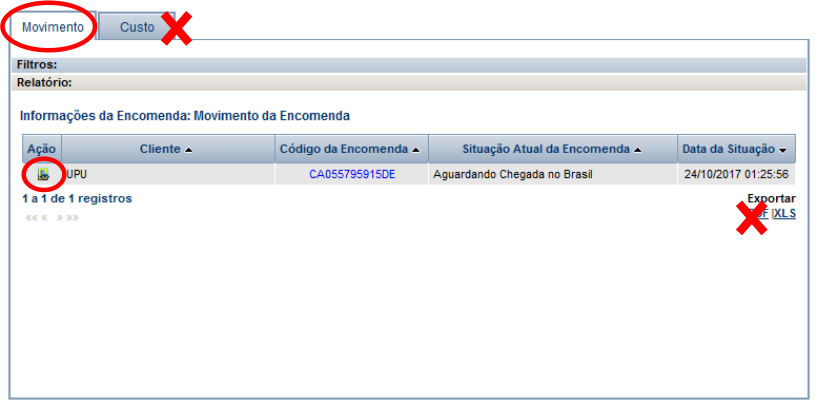 Movimento Custo
Filtros:
Relatório:
Informações da Encomenda: Movimento da Encomenda
Ação Cliente Código da Encomenda Situação Atual da Encomenda Data da Situação
UPU CA055795915DE Aguardando Chegada no Brasil 24/10/2017 01:25:56
1 a 1 de 1 registros Exportar
|XLS